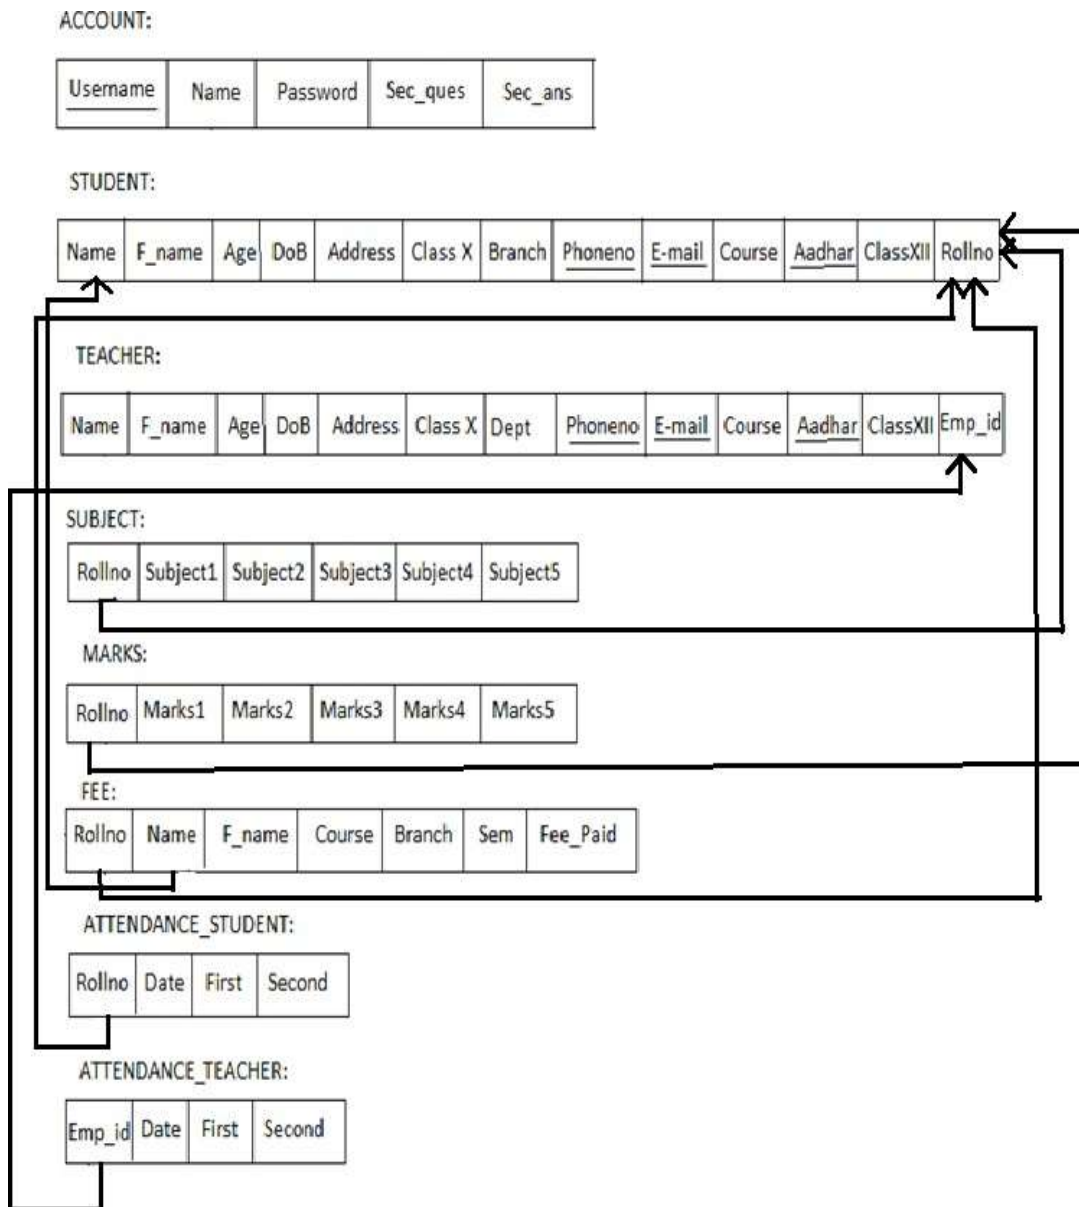 ACCOUNT:
Username Name Password Sec_ques Sec_ans
STUDENT:
Name F_name Age DoB Address Class X Branch Phoneno E-mail Course Aadhar ClassXII Rollno
TEACHER:
Name F_name Age DoB Address Class X Dept Phoneno E-mail Course Aadhar ClassXII Emp_id
SUBJECT:
Rollno Subject1 Subject2 Subject3 Subject4 Subject5
MARKS:
Rollno Marks1 Marks2 Marks3 Marks4 Marks5
FEE:
Rollno Name F_name Course Branch Sem Fee_Paid
ATTENDANCE_STUDENT:
Rollno Date First Second
ATTENDANCE_TEACHER:
Emp_id Date First Second